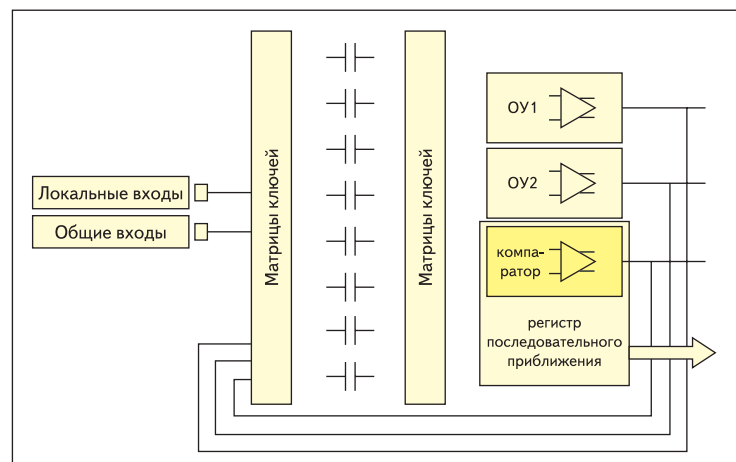 Локальные входы
Общие входы
Матрицы ключей
Матрицы ключей
ОУ1
ОУ2
компа-
ратор
регистр
последовательного
приближения